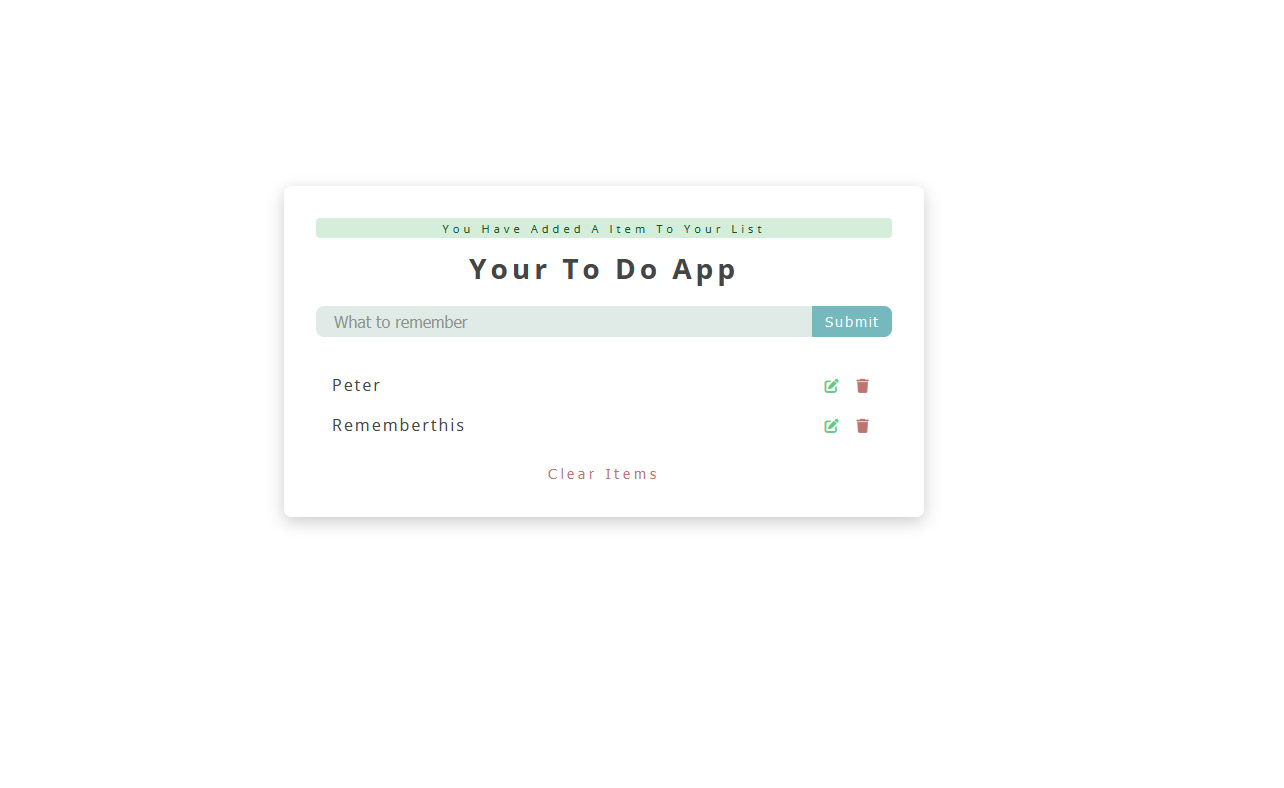 You Have Added A Item To Your List
Your To Do App
What to remember
Submit
Peter
Rememberthis
Clear Items